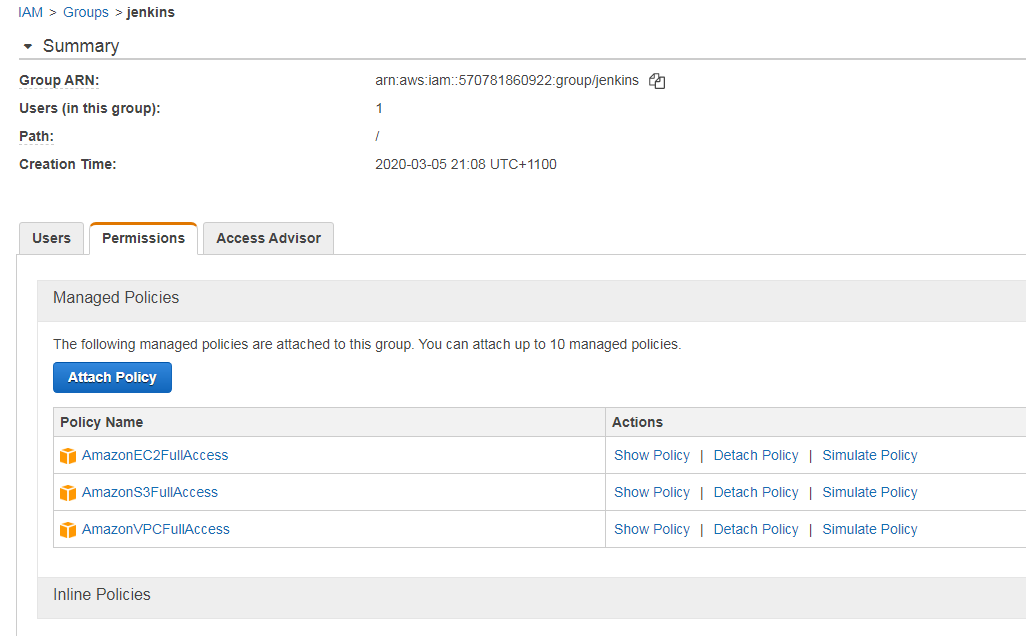 IAM > Groups > jenkins
Summary
Group ARN: arn:aws:iam::570781860922:group/jenkins
Users (in this group): 1
Path: /
Creation Time: 2020-03-05 21:08 UTC+1100
Users Permissions Access Advisor
Managed Policies
The following managed policies are attached to this group. You can attach up to 10 managed policies.
Attach Policy
Policy Name Actions
AmazonEC2FullAccess Show Policy | Detach Policy | Simulate Policy
AmazonS3FullAccess Show Policy | Detach Policy | Simulate Policy
AmazonVPCFullAccess Show Policy | Detach Policy | Simulate Policy
Inline Policies